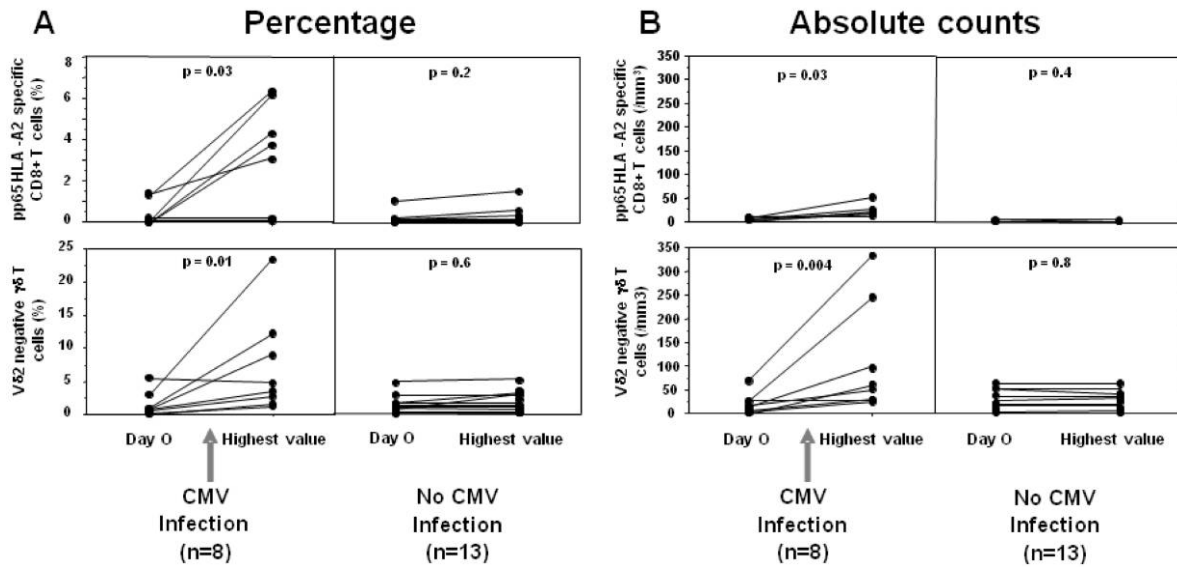 A
Percentage
pp65HLA -A2 specific
CD8+ T cells (%)
8
6
4
2
0
p = 0.03
p = 0.2
Vδ2 negative γδ T
cells (%)
25
20
15
10
5
0
p = 0.01
p = 0.6
Day O
Highest value
Day O
Highest value
CMV
Infection
(n=8)
No CMV
Infection
(n=13)
B
Absolute counts
pp65HLA -A2 specific
CD8+ T cells (/mm³)
350
300
250
200
150
100
50
0
p = 0.03
p = 0.4
Vδ2 negative γδ T
cells (/mm3)
350
300
250
200
150
100
50
0
p = 0.004
p = 0.8
Day O
Highest value
Day O
Highest value
CMV
Infection
(n=8)
No CMV
Infection
(n=13)